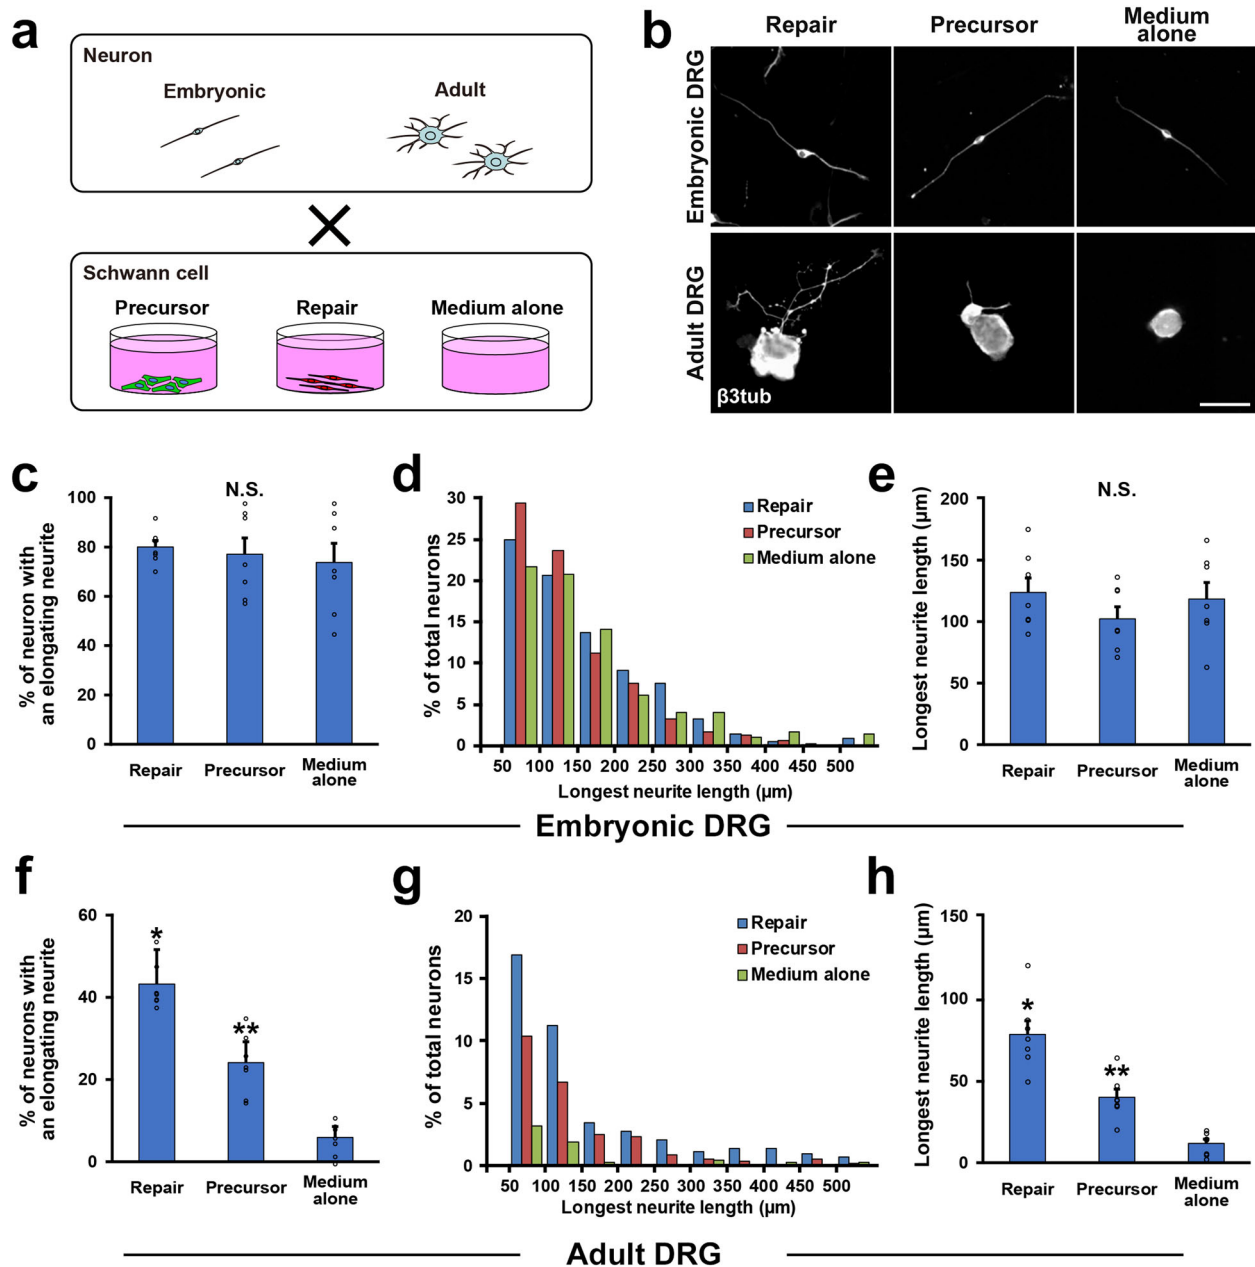 a
Neuron
Embryonic
Adult
Schwann cell
Precursor
Repair
Medium alone
b
Repair
Precursor
Medium
alone
Embryonic DRG
Adult DRG
β3tub
c
N.S.
% of neuron with
an elongating neurite
100
80
60
40
20
0
Repair
Precursor
Medium
alone
d
% of total neurons
30
25
20
15
10
5
0
Repair
Precursor
Medium alone
50 100 150 200 250 300 350 400 450 500
Longest neurite length (µm)
e
N.S.
Longest neurite length (µm)
200
150
100
50
0
Repair
Precursor
Medium
alone
Embryonic DRG
f
% of neurons with
an elongating neurite
60
40
20
0
*
**
Repair
Precursor
Medium
alone
g
% of total neurons
20
15
10
5
0
Repair
Precursor
Medium alone
50 100 150 200 250 300 350 400 450 500
Longest neurite length (µm)
h
Longest neurite length (µm)
150
100
50
0
*
**
Repair
Precursor
Medium
alone
Adult DRG